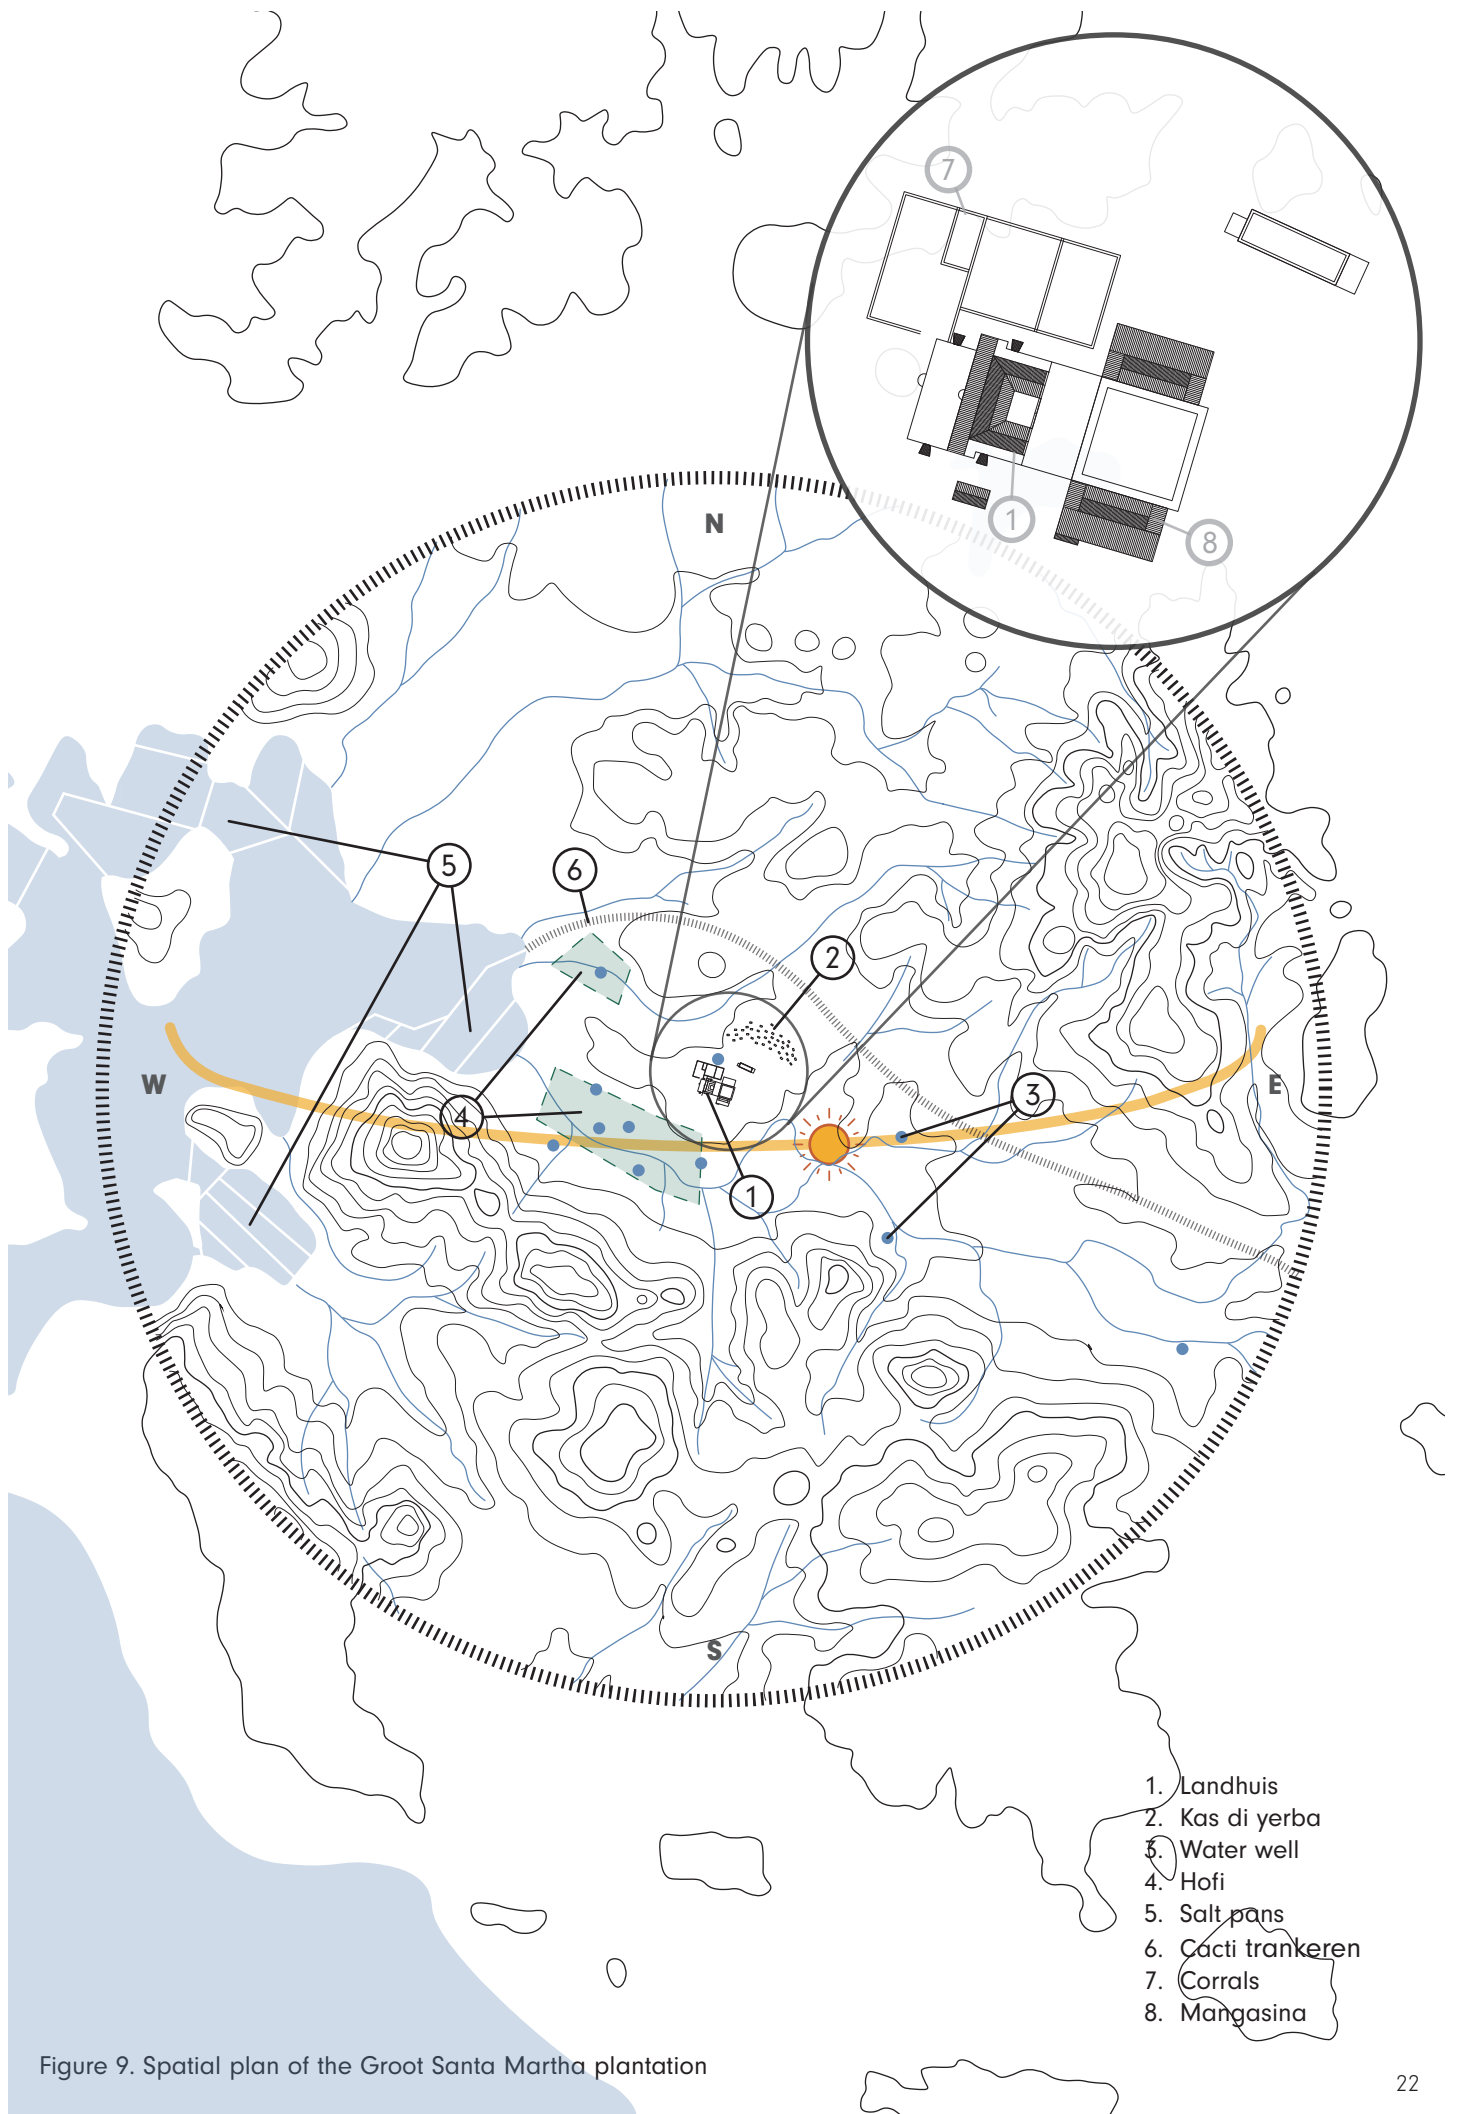 7
1
8
N
5
6
2
W
E
3
4
1
S
1. Landhuis
2. Kas di yerba
3. Water well
4. Hofi
5. Salt pans
6. Cacti trankeren
7. Corrals
8. Mangasina
Figure 9. Spatial plan of the Groot Santa Martha plantation
22